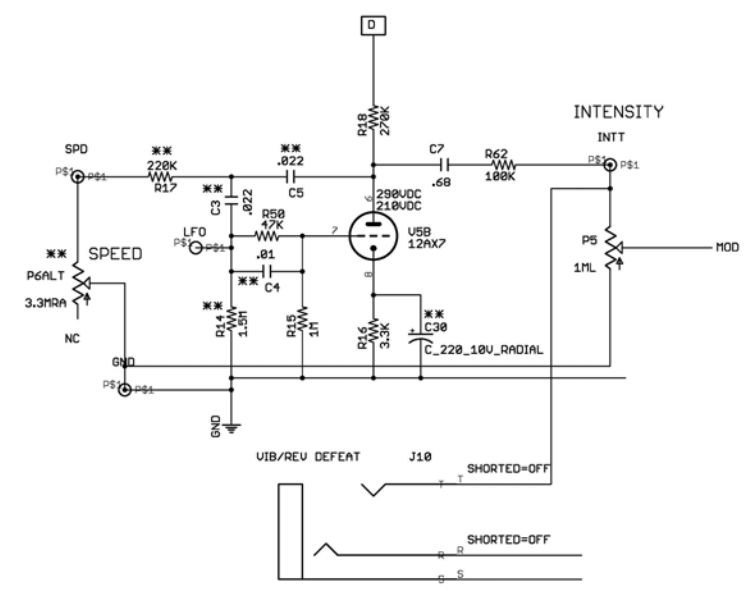 D
R18
270K
INTENSITY
INTT
SPD
**
220K
R17
**
.022
C5
C7
.68
R62
100K
P$1
P$1
P$1
P$1
**
C3
.022
6
290VDC
210VDC
R50
47K
7
V5B
12AX7
LFO
P$1
P$1
**
SPEED
P6ALT
3.3MRA
NC
.01
**
C4
8
P5
1ML
MOD
**
R14
1.5M
R15
1M
R16
3.3K
**
+
C30
C_220_10V_RADIAL
GND
P$1
P$1
GND
VIB/REV DEFEAT
J10
SHORTED=OFF
T
T
SHORTED=OFF
R
R
S
S